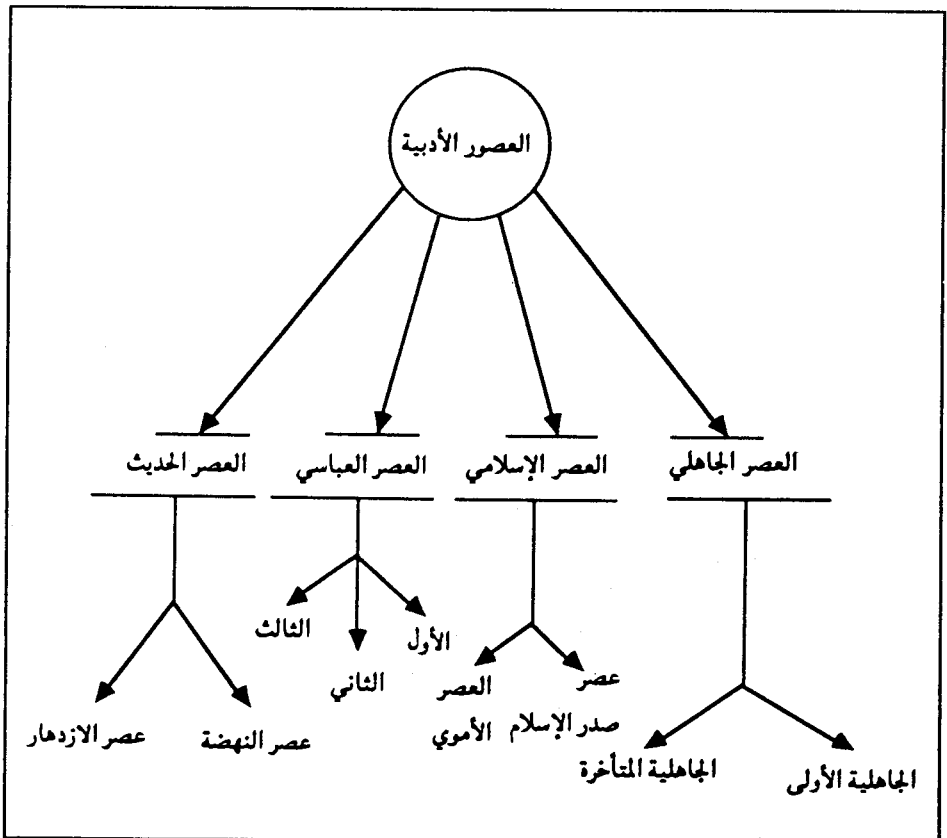 العصور الأدبية
العصر الجاهلي
العصر الإسلامي
العصر العباسي
العصر الحديث
الجاهلية الأولى
الجاهلية المتأخرة
عصر
صدر الإسلام
العصر
الأموي
الأول
الثاني
الثالث
عصر النهضة
عصر الازدهار